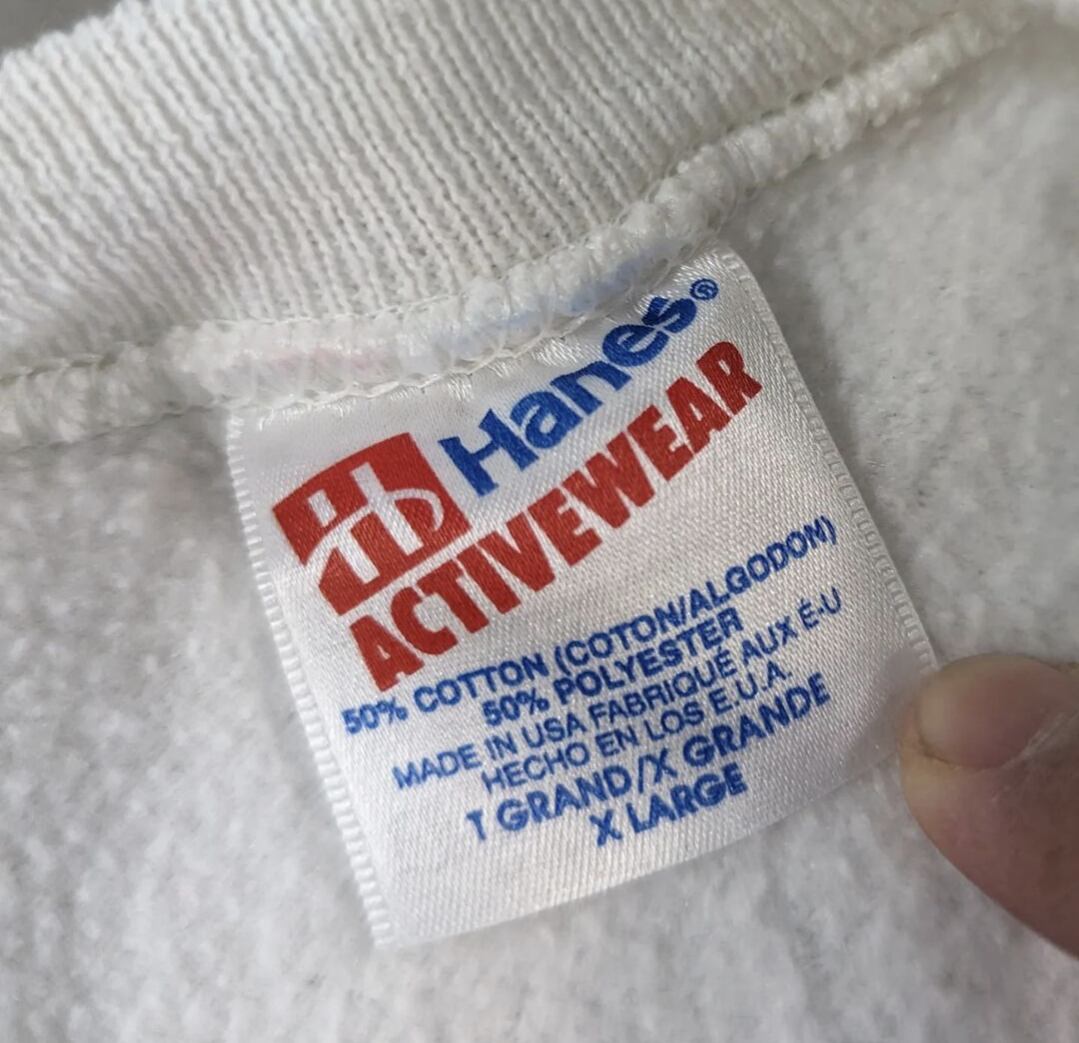 Hanes®
ACTIVEWEAR
50% COTTON (COTON/ALGODON)
50% POLYESTER
MADE IN USA FABRIQUÉ AUX É-U
HECHO EN LOS E.U.A.
T GRAND/X GRANDE
X LARGE